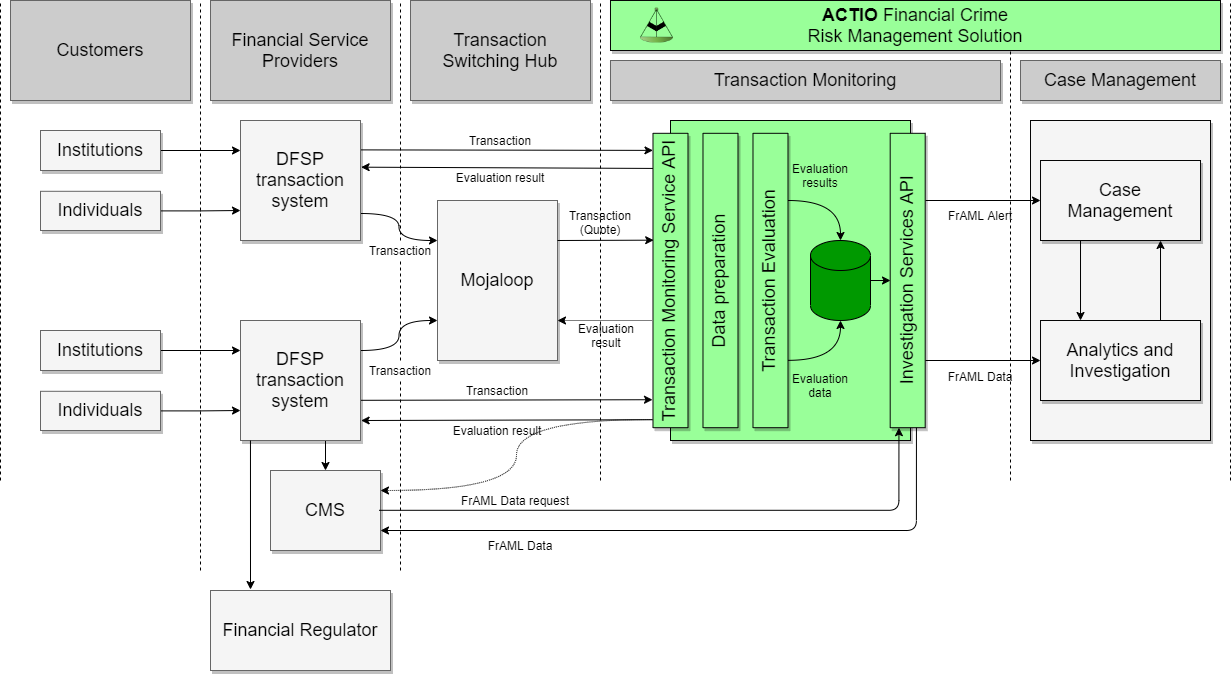 Customers
Financial Service
Providers
Transaction
Switching Hub
ACTIO Financial Crime
Risk Management Solution
Transaction Monitoring
Case Management
Institutions
Individuals
DFSP
transaction
system
Transaction
Evaluation result
Transaction
Mojaloop
Transaction
(Quote)
Evaluation
result
Institutions
Individuals
DFSP
transaction
system
Transaction
Transaction
Evaluation result
Transaction Monitoring Service API
Data preparation
Transaction Evaluation
Evaluation
results
Evaluation
data
Investigation Services API
FrAML Alert
FrAML Data
Case
Management
Analytics and
Investigation
CMS
FrAML Data request
FrAML Data
Financial Regulator